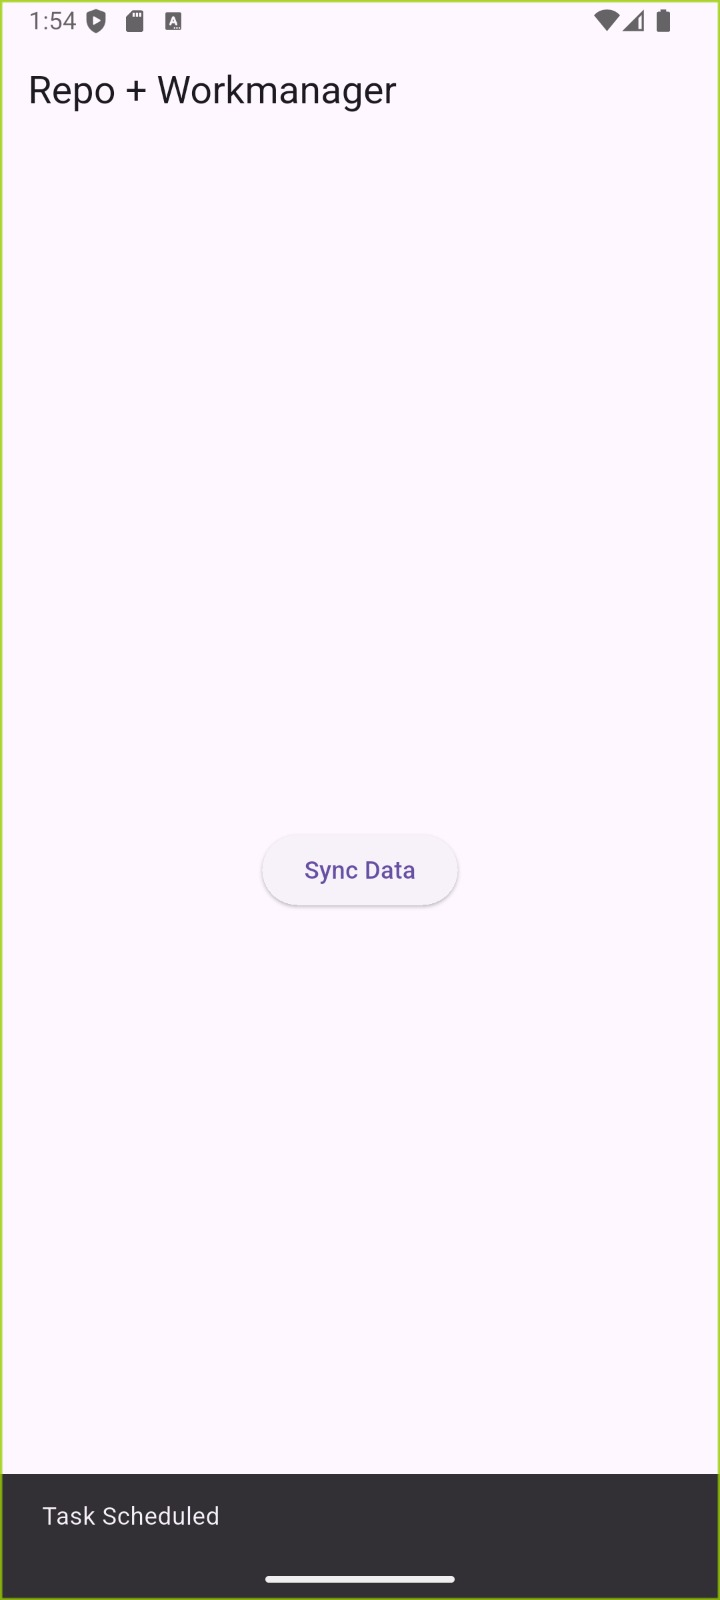 1:54
Repo + Workmanager
Sync Data
Task Scheduled